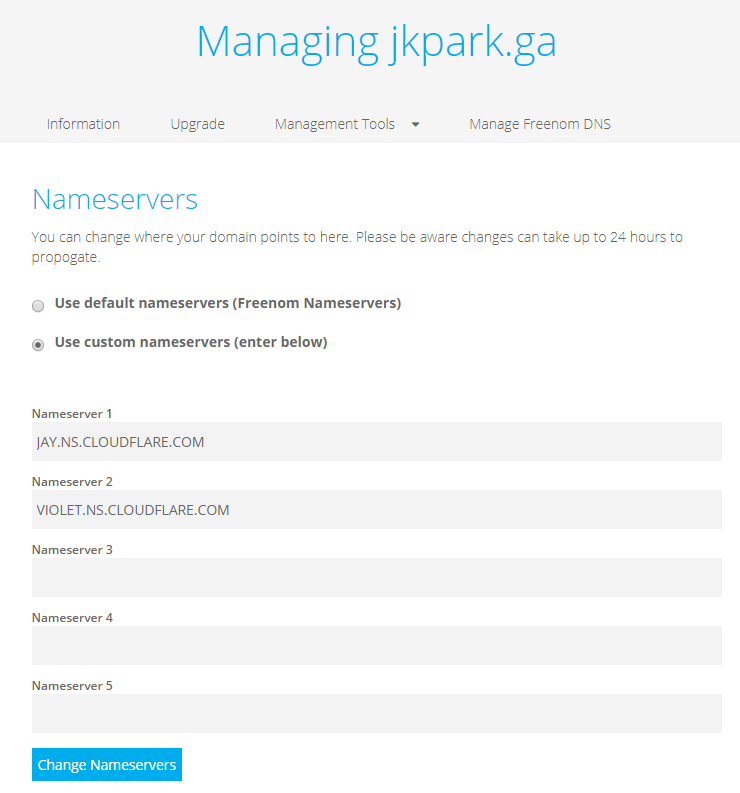 Managing jkpark.ga
Information Upgrade Management Tools Manage Freenom DNS
Nameservers
You can change where your domain points to here. Please be aware changes can take up to 24 hours to
propogate.
Use default nameservers (Freenom Nameservers)
Use custom nameservers (enter below)
Nameserver 1
JAY.NS.CLOUDFLARE.COM
Nameserver 2
VIOLET.NS.CLOUDFLARE.COM
Nameserver 3
Nameserver 4
Nameserver 5
Change Nameservers